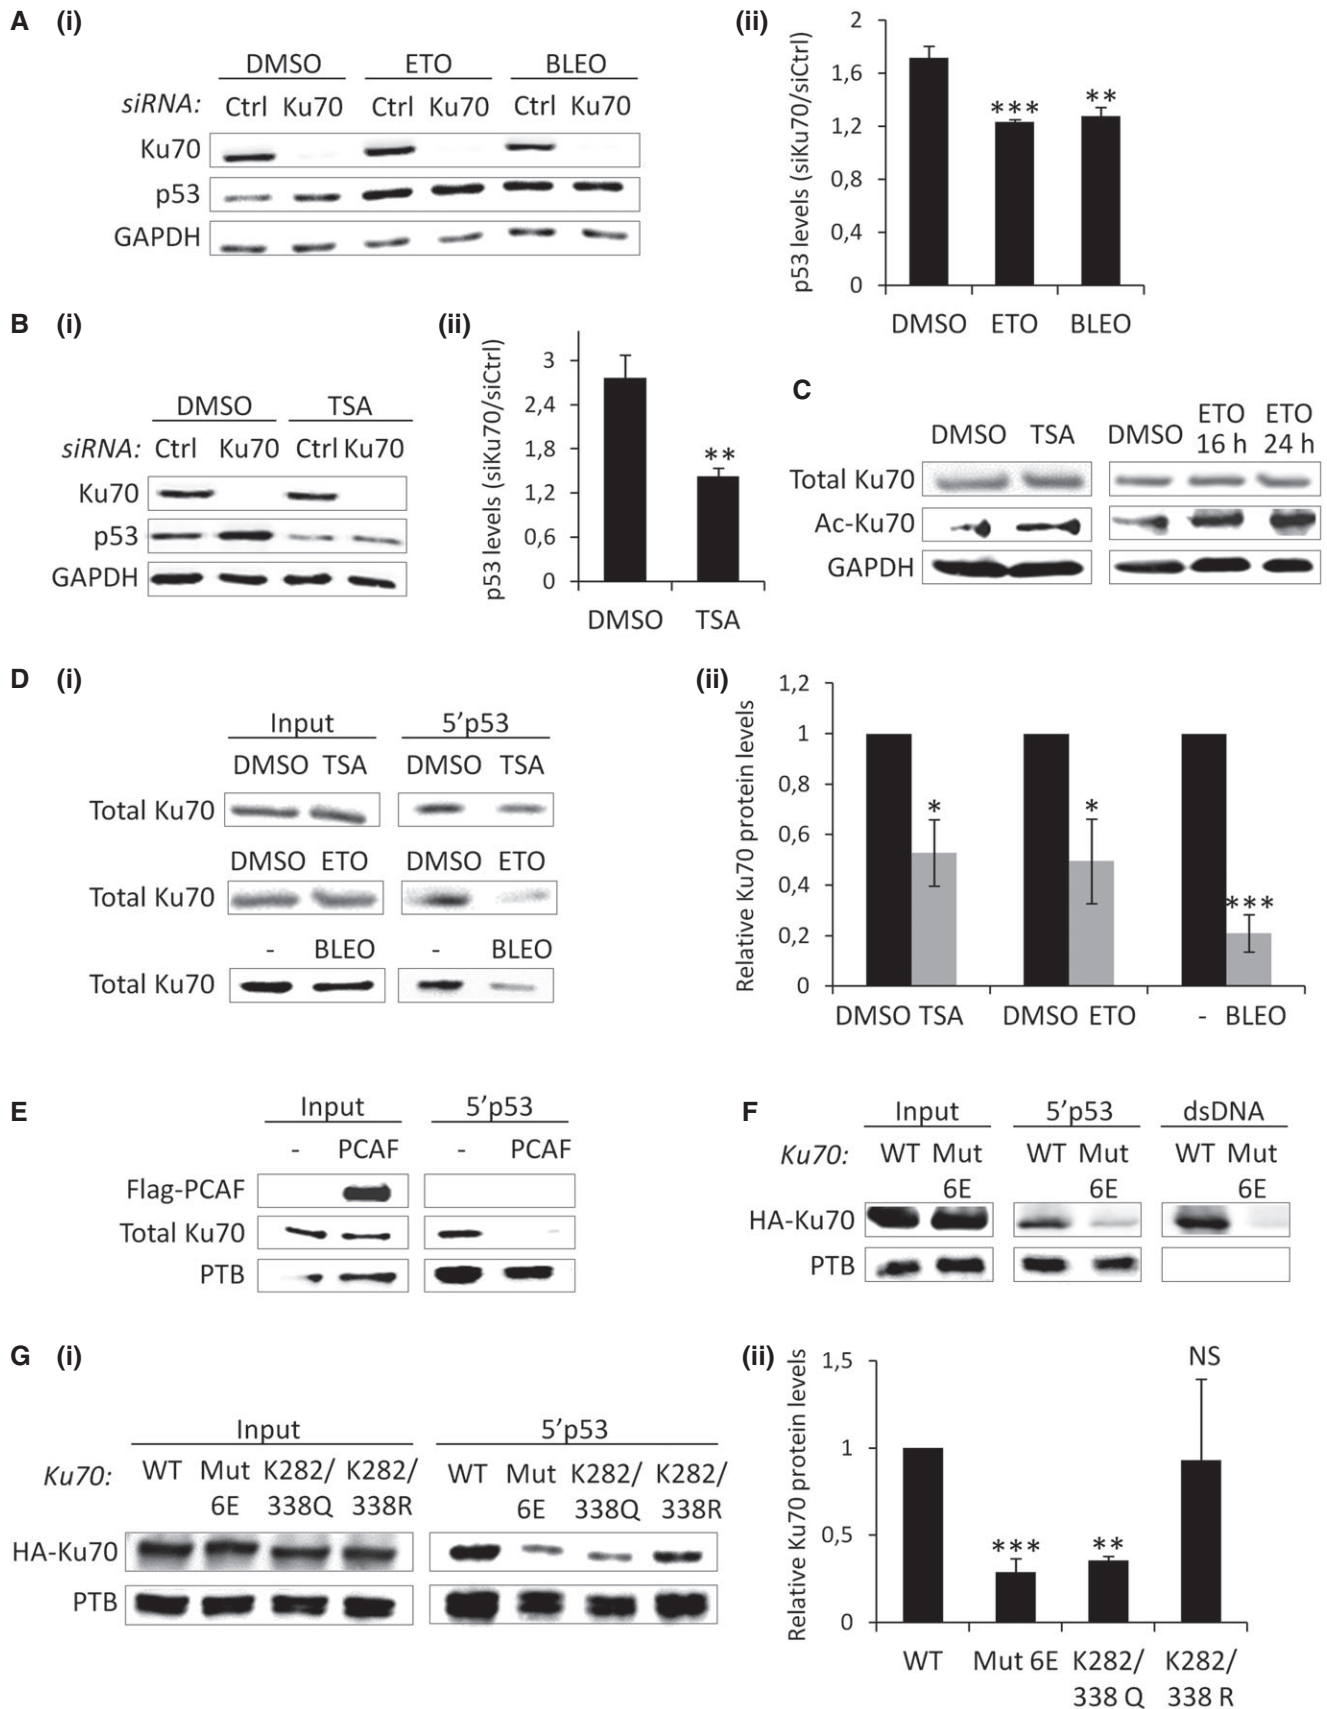 A (i)
DMSO ETO BLEO
siRNA: Ctrl Ku70 Ctrl Ku70 Ctrl Ku70
Ku70
p53
GAPDH
(ii)
p53 levels (siKu70/siCtrl)
2
1,6
1,2
0,8
0,4
0
***
**
DMSO ETO BLEO
B (i)
DMSO TSA
siRNA: Ctrl Ku70 Ctrl Ku70
Ku70
p53
GAPDH
(ii)
p53 levels (siKu70/siCtrl)
3
2,4
1,8
1,2
0,6
0
**
DMSO TSA
C
DMSO TSA DMSO ETO 16 h ETO 24 h
Total Ku70
Ac-Ku70
GAPDH
D (i)
Input 5'p53
DMSO TSA DMSO TSA
Total Ku70
DMSO ETO DMSO ETO
Total Ku70
- BLEO - BLEO
Total Ku70
(ii)
Relative Ku70 protein levels
1,2
1
0,8
0,6
0,4
0,2
0
*
*
***
DMSO TSA DMSO ETO - BLEO
E
Input 5'p53
- PCAF - PCAF
Flag-PCAF
Total Ku70
PTB
F
Input 5'p53 dsDNA
Ku70: WT Mut WT Mut WT Mut
6E 6E 6E
HA-Ku70
PTB
G (i)
Input 5'p53
Ku70: WT Mut K282/ K282/ WT Mut K282/ K282/
6E 338Q 338R 6E 338Q 338R
HA-Ku70
PTB
(ii)
Relative Ku70 protein levels
1,5
1
0,5
0
***
**
NS
WT Mut 6E K282/ K282/
338 Q 338 R